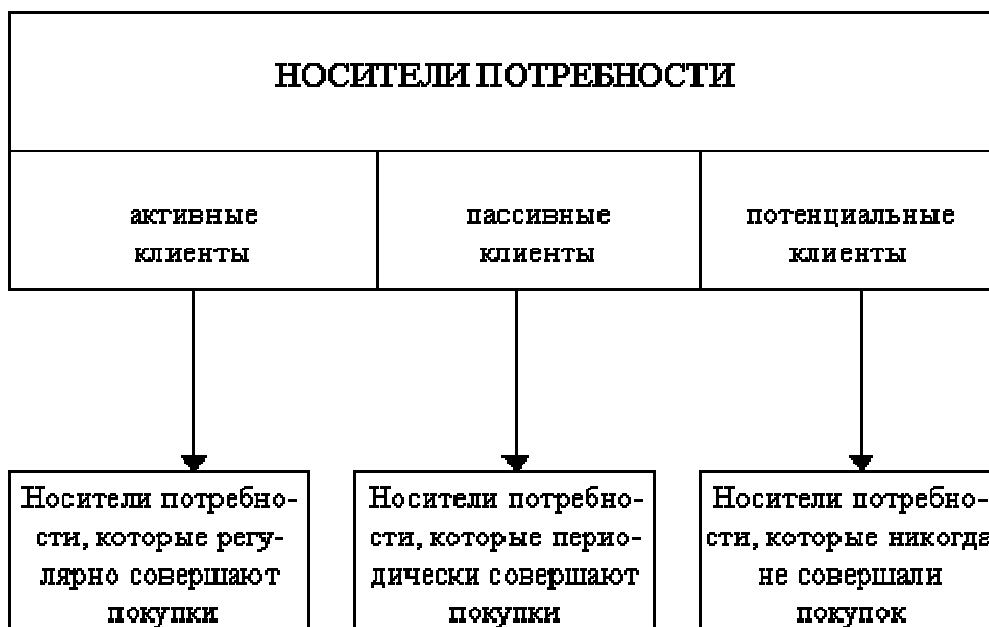 НОСИТЕЛИ ПОТРЕБНОСТИ
активные
клиенты
пассивные
клиенты
потенциальные
клиенты
Носители потребно-
сти, которые регу-
лярно совершают
покупки
Носители потребно-
сти, которые перио-
дически совершают
покупки
Носители потребно-
сти, которые никогда
не совершали
покупок